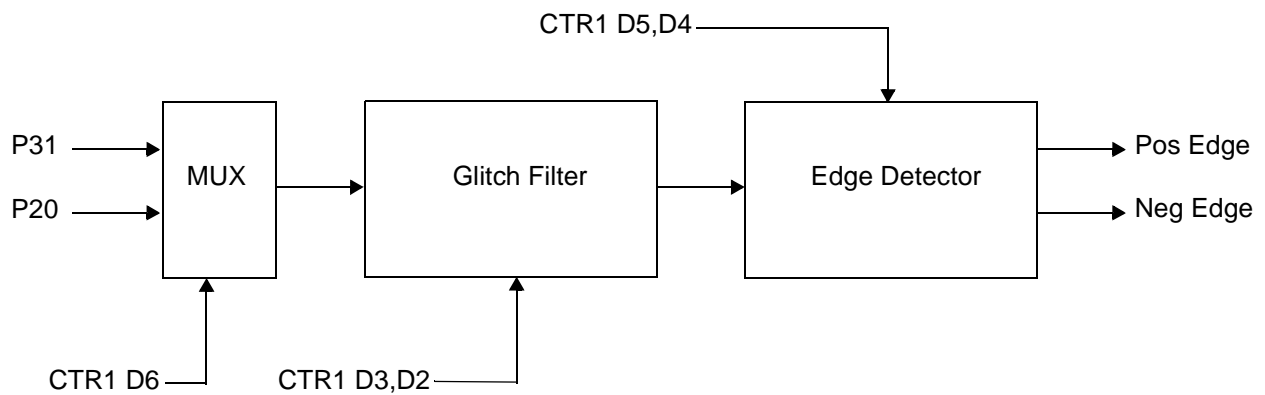 CTR1 D5,D4
P31
P20
MUX
Glitch Filter
Edge Detector
Pos Edge
Neg Edge
CTR1 D6
CTR1 D3,D2